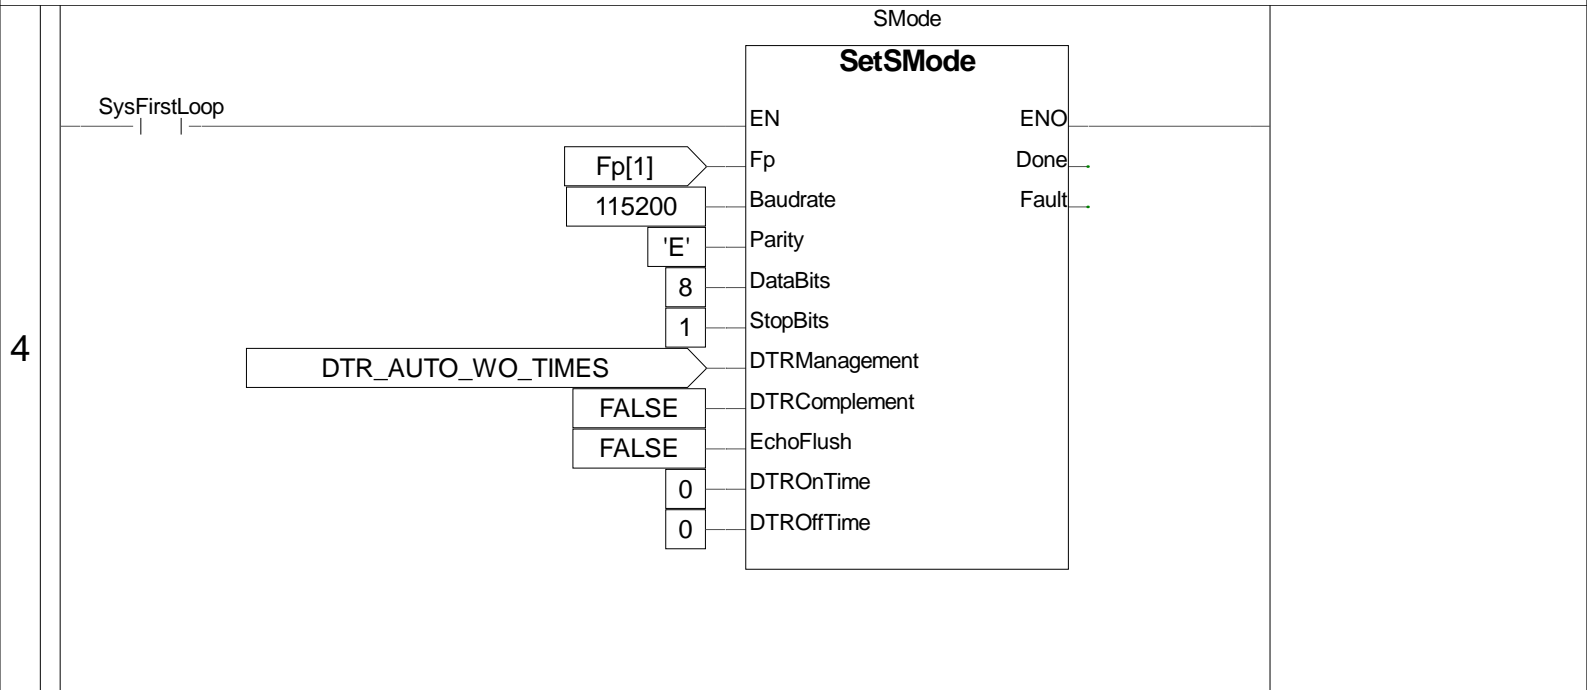 SMode
SetSMode
SysFirstLoop
EN ENO
Fp[1] Fp Done
115200 Baudrate Fault
'E' Parity
8 DataBits
1 StopBits
4
DTR_AUTO_WO_TIMES DTRManagement
FALSE DTRComplement
FALSE EchoFlush
0 DTROnTime
0 DTROffTime